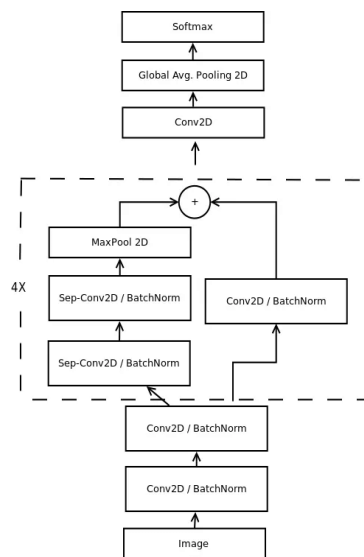 Softmax
Global Avg. Pooling 2D
Conv2D
+
MaxPool 2D
4X
Sep-Conv2D / BatchNorm
Conv2D / BatchNorm
Sep-Conv2D / BatchNorm
Conv2D / BatchNorm
Conv2D / BatchNorm
Image